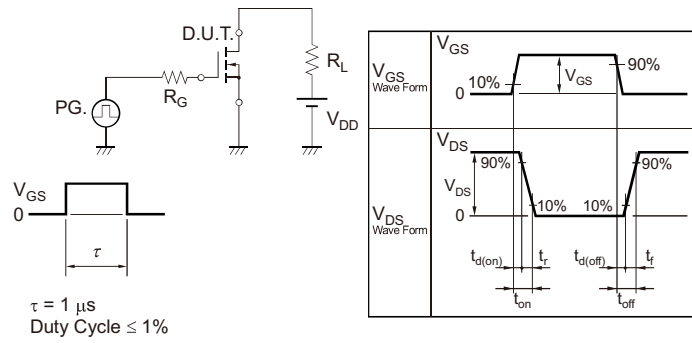 D.U.T.
R_L
R_G
PG.
V_DD
V_GS
0
τ
τ = 1 μs
Duty Cycle ≤ 1%
V_GS
Wave Form
V_GS
10%
0
V_GS
90%
V_DS
Wave Form
V_DS
90%
V_DS
0
10%
10%
90%
t_d(on)
t_r
t_d(off)
t_f
t_on
t_off